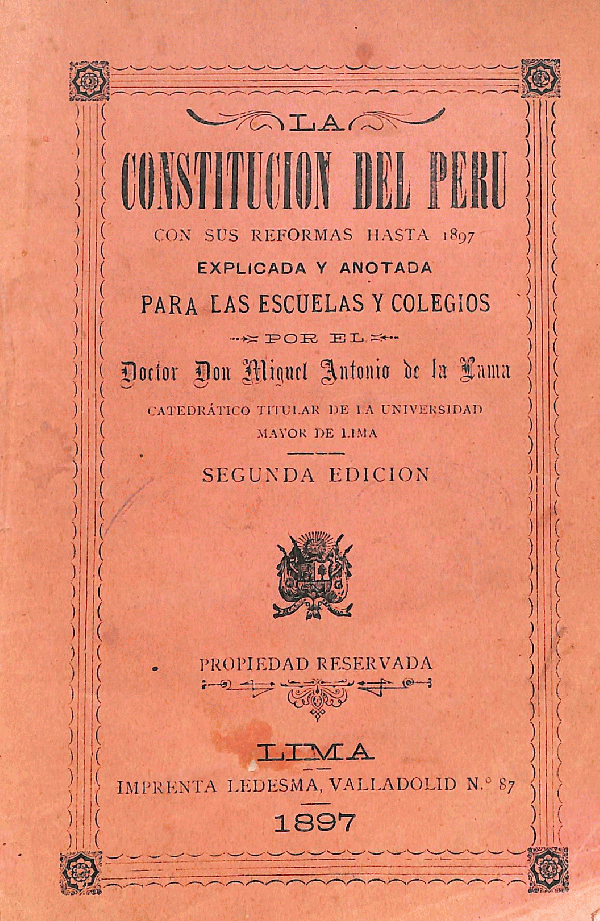 LA
CONSTITUCION DEL PERU
CON SUS REFORMAS HASTA 1897
EXPLICADA Y ANOTADA
PARA LAS ESCUELAS Y COLEGIOS
POR EL
Doctor Don Miguel Antonio de la Lama
CATEDRÁTICO TITULAR DE LA UNIVERSIDAD
MAYOR DE LIMA
SEGUNDA EDICION
PROPIEDAD RESERVADA
LIMA
IMPRENTA LEDESMA, VALLADOLID N.º 87
1897